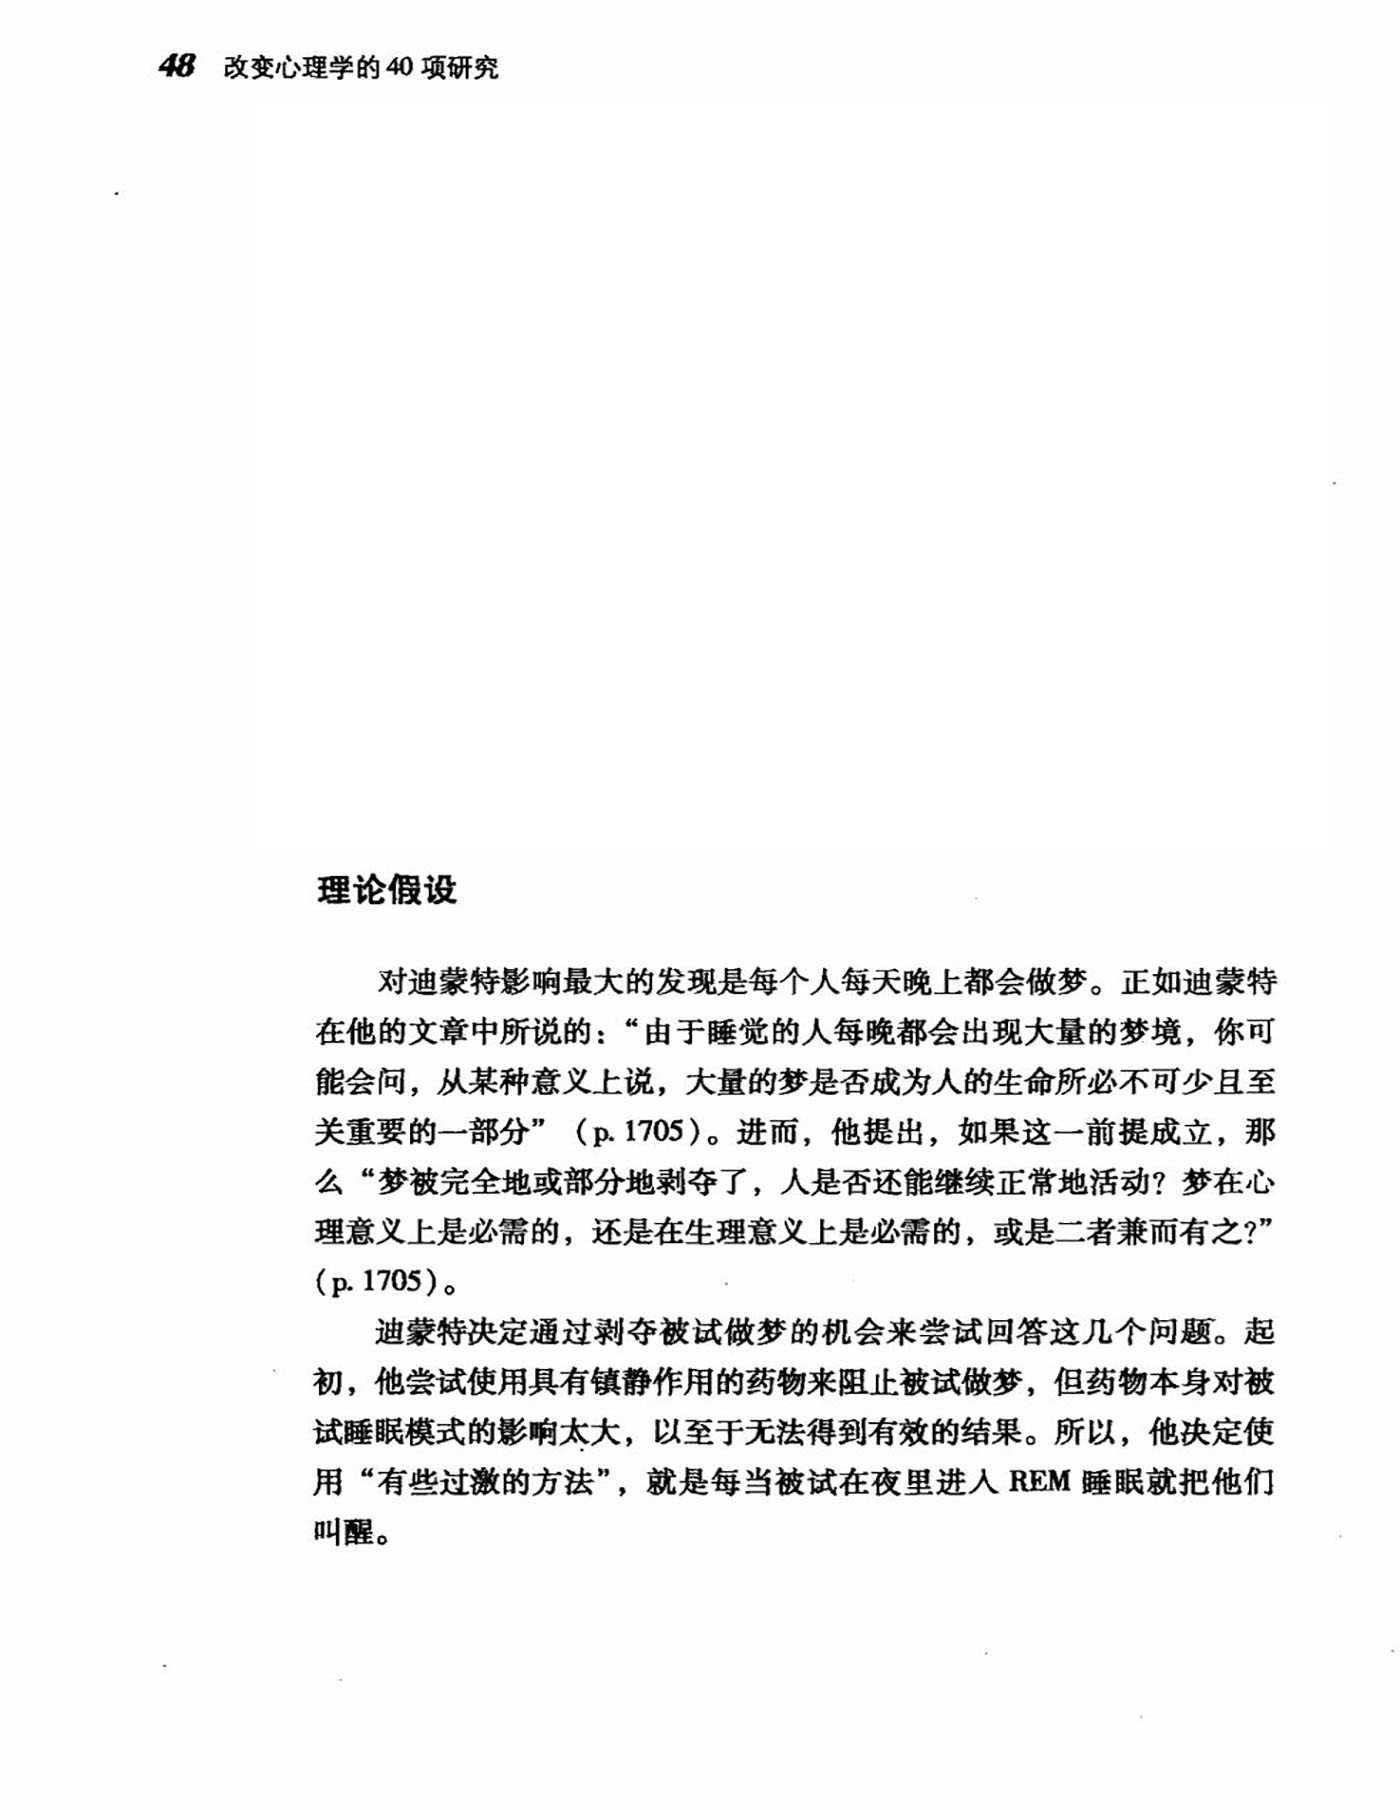 48 改变心理学的 40 项研究
理论假设
对迪蒙特影响最大的发现是每个人每天晚上都会做梦。正如迪蒙特
在他的文章中所说的：“由于睡觉的人每晚都会出现大量的梦境，你可
能会问，从某种意义上说，大量的梦是否成为人的生命所必不可少且至
关重要的一部分”（p. 1705）。进而，他提出，如果这一前提成立，那
么“梦被完全地或部分地剥夺了，人是否还能继续正常地活动？梦在心
理意义上是必需的，还是在生理意义上是必需的，或是二者兼而有之？”
（p. 1705）。
迪蒙特决定通过剥夺被试做梦的机会来尝试回答这几个问题。起
初，他尝试使用具有镇静作用的药物来阻止被试做梦，但药物本身对被
试睡眠模式的影响太大，以至于无法得到有效的结果。所以，他决定使
用“有些过激的方法”，就是每当被试在夜里进入 REM 睡眠就把他们
叫醒。